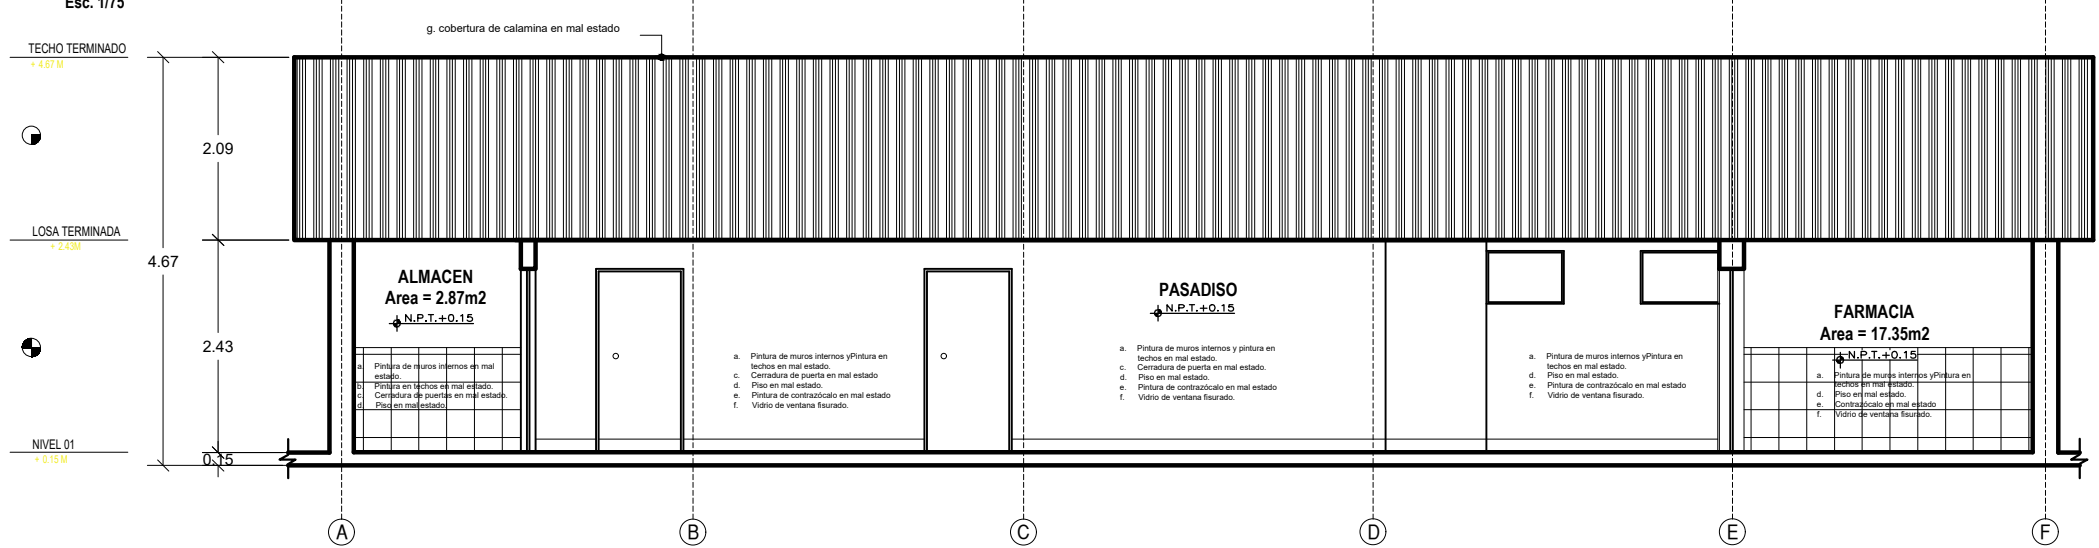 Esc. 1/75
g. cobertura de calamina en mal estado
TECHO TERMINADO
+ 4.67 M
2.09
LOSA TERMINADA
+ 2.43M
4.67
2.43
NIVEL 01
+ 0.15 M
0.15
ALMACEN
Area = 2.87m2
N.P.T.+0.15
a. Pintura de muros internos en mal
estado.
b. Pintura en techos en mal estado.
c. Cerradura de puertas en mal estado.
d. Piso en mal estado.
a. Pintura de muros internos yPintura en
techos en mal estado.
c. Cerradura de puerta en mal estado
d. Piso en mal estado.
e. Pintura de contrazócalo en mal estado
f. Vidrio de ventana fisurado.
PASADISO
N.P.T.+0.15
a. Pintura de muros internos y pintura en
techos en mal estado.
c. Cerradura de puerta en mal estado.
d. Piso en mal estado.
e. Pintura de contrazócalo en mal estado
f. Vidrio de ventana fisurado.
a. Pintura de muros internos yPintura en
techos en mal estado.
d. Piso en mal estado.
e. Pintura de contrazócalo en mal estado
f. Vidrio de ventana fisurado.
FARMACIA
Area = 17.35m2
N.P.T.+0.15
a. Pintura de muros internos yPintura en
techos en mal estado.
d. Piso en mal estado.
e. Contrazócalo en mal estado
f. Vidrio de ventana fisurado.
A
B
C
D
E
F